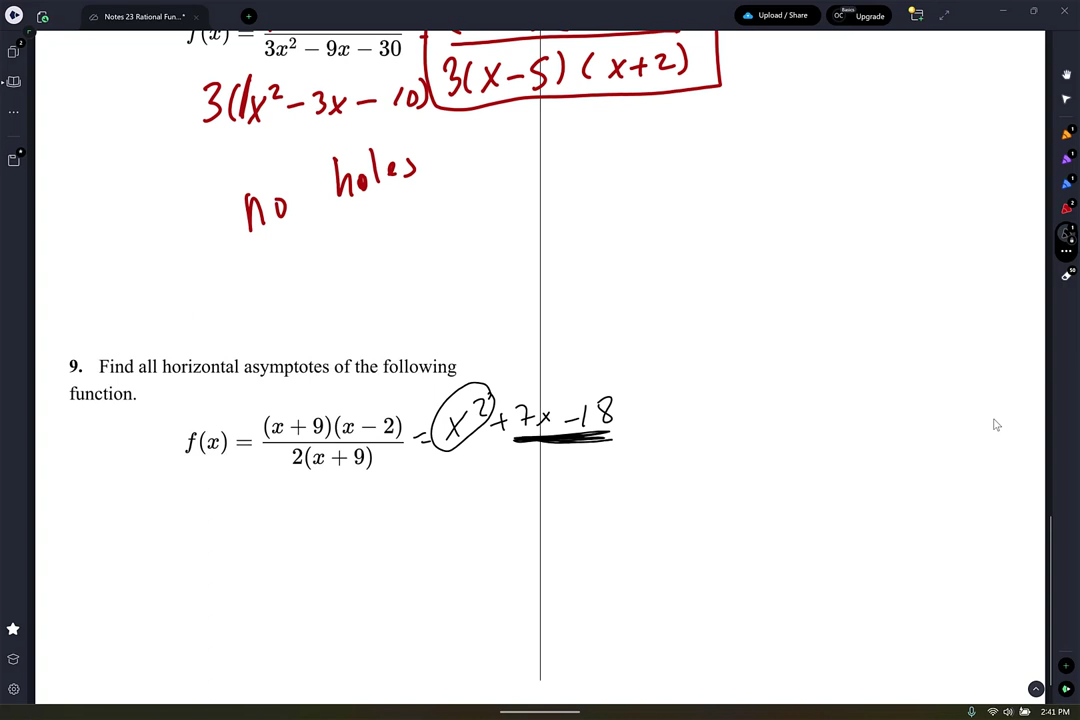 Notes 23 Rational Fun...*
Upload / Share
OC
Basics
Upgrade
f(x) =
3x² − 9x − 30
3(x−5)(x+2)
3(1x² − 3x − 10)
no holes
9. Find all horizontal asymptotes of the following
function.
f(x) = (x + 9)(x − 2) / 2(x + 9) = x² + 7x − 18
2:41 PM